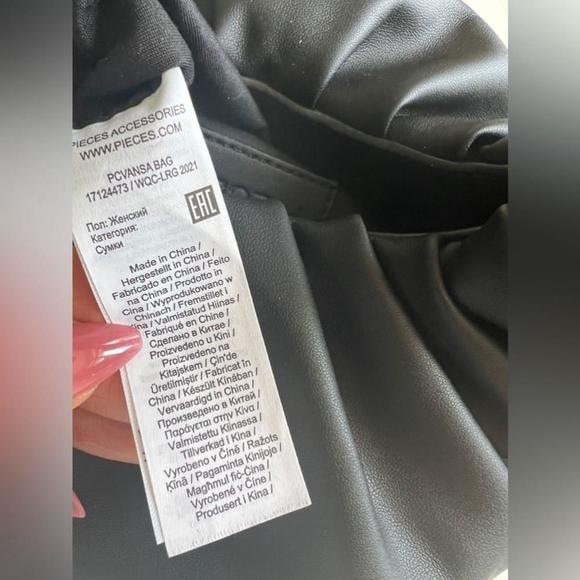 PIECES ACCESSORIES
WWW.PIECES.COM
PCVANSA BAG
17124473 / WQC-LRG 2021
EAC
Пол: Женский
Категория:
Сумки
Made in China /
Hergestellt in China /
Fabricado en China / Feito
na China / Prodotto in
Cina / Wyprodukowano w
Chinach / Fremstillet i
Kina / Valmistatud Hiinas /
Fabriqué en Chine /
Сделано в Китае /
Proizvedeno u Kini /
Proizvedeno na
Kitajskem / Çin'de
Üretilmiştir / Fabricat în
China / Készült Kínában /
Vervaardigd in China /
Произведено в Китай /
Παράγεται στην Κίνα /
Valmistettu Kiinassa /
Tillverkad i Kina /
Vyrobeno v Číně / Ražots
Ķīnā / Pagaminta Kinijoje /
Magħmul fiċ-Ċina /
Vyrobené v Číne /
Produsert i Kina /